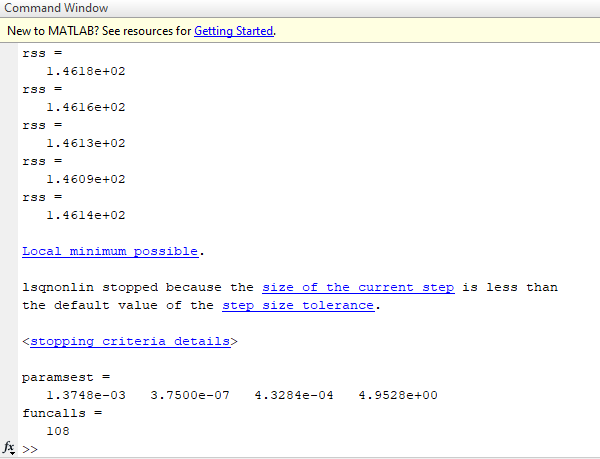 Command Window
New to MATLAB? See resources for Getting Started.
rss =
1.4618e+02
rss =
1.4616e+02
rss =
1.4613e+02
rss =
1.4609e+02
rss =
1.4614e+02
Local minimum possible.
lsqnonlin stopped because the size of the current step is less than
the default value of the step size tolerance.
<stopping criteria details>
paramsest =
1.3748e-03 3.7500e-07 4.3284e-04 4.9528e+00
funcalls =
108
fx >>